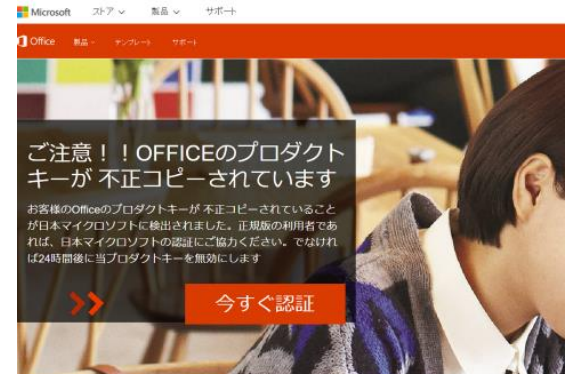 Microsoft ストア 製品 サポート
Office 製品 テンプレート サポート
ご注意！！OFFICEのプロダクト
キーが 不正コピーされています
お客様のOfficeのプロダクトキーが 不正コピーされていること
が日本マイクロソフトに検出されました。正規版の利用者であ
れば、日本マイクロソフトの認証にご協力ください。でなけれ
ば24時間後に当プロダクトキーを無効にします
今すぐ認証